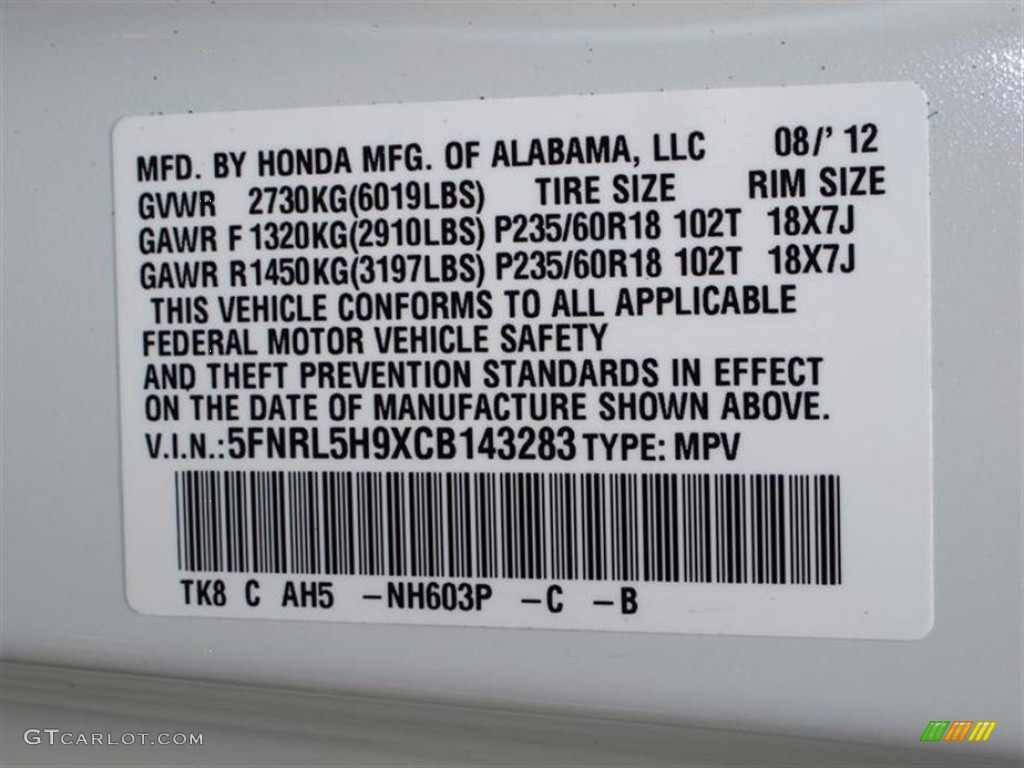 MFD. BY HONDA MFG. OF ALABAMA, LLC 08/' 12
GVWR 2730KG(6019LBS) TIRE SIZE RIM SIZE
GAWR F 1320KG(2910LBS) P235/60R18 102T 18X7J
GAWR R1450KG(3197LBS) P235/60R18 102T 18X7J
THIS VEHICLE CONFORMS TO ALL APPLICABLE
FEDERAL MOTOR VEHICLE SAFETY
AND THEFT PREVENTION STANDARDS IN EFFECT
ON THE DATE OF MANUFACTURE SHOWN ABOVE.
V.I.N.:5FNRL5H9XCB143283 TYPE: MPV
TK8 C AH5 -NH603P -C -B
GTCARLOT.COM